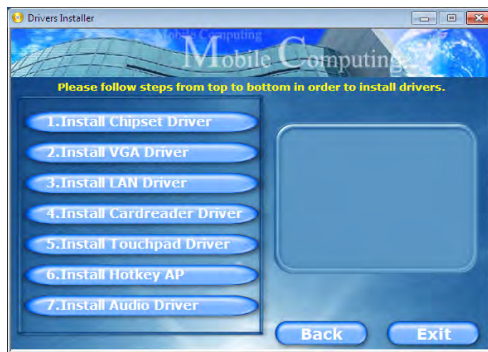 Drivers Installer
Mobile Computing
Mobile Computing
Please follow steps from top to bottom in order to install drivers.
1.Install Chipset Driver
2.Install VGA Driver
3.Install LAN Driver
4.Install Cardreader Driver
5.Install Touchpad Driver
6.Install Hotkey AP
7.Install Audio Driver
Back
Exit